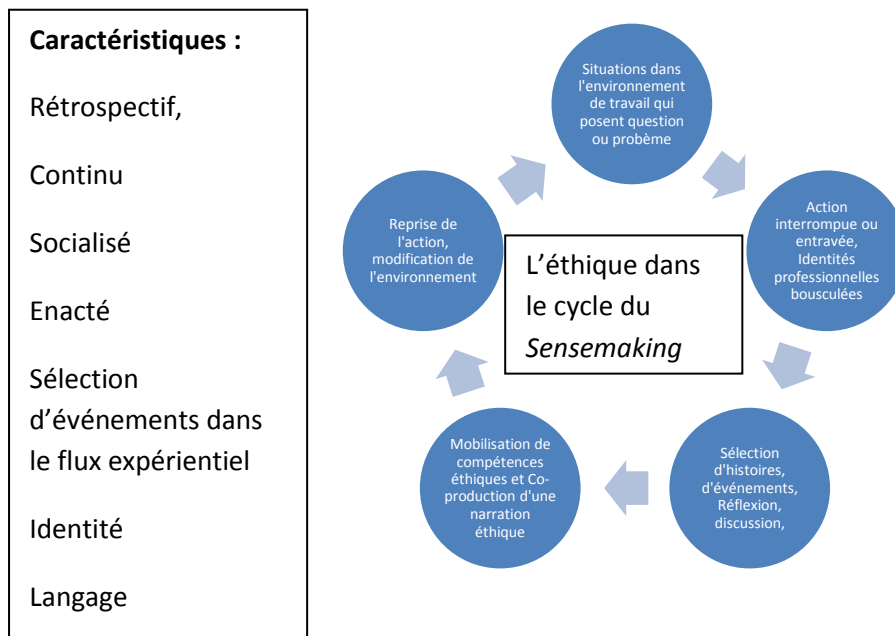 Caractéristiques :
Rétrospectif,
Continu
Socialisé
Enacté
Sélection
d’événements dans
le flux expérientiel
Identité
Langage
Situations dans
l'environnement
de travail qui
posent question
ou probème
Action
interrompue ou
entravée,
Identités
professionnelles
bousculées
Sélection
d'histoires,
d'événements,
Réflexion,
discussion,
Mobilisation de
compétences
éthiques et Co-
production d'une
narration
éthique
Reprise de
l'action,
modification de
l'environnement
L’éthique dans
le cycle du
Sensemaking